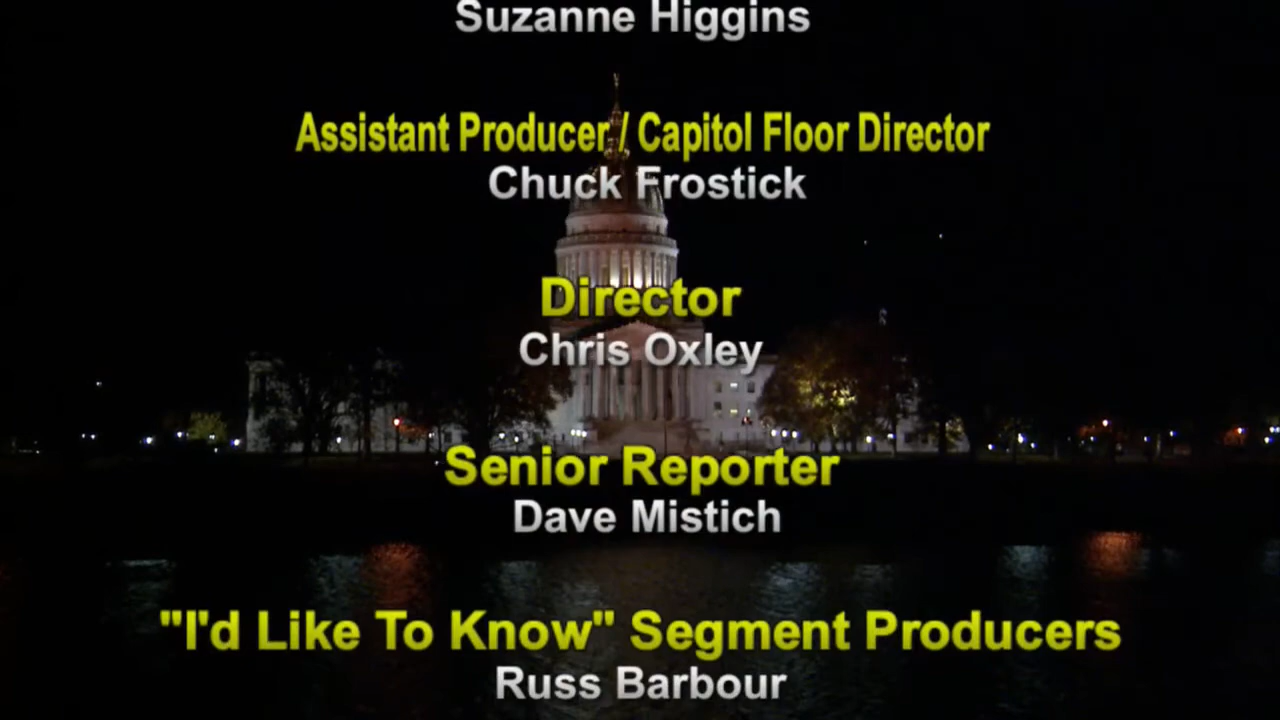 Suzanne Higgins
Assistant Producer / Capitol Floor Director
Chuck Frostick
Director
Chris Oxley
Senior Reporter
Dave Mistich
"I'd Like To Know" Segment Producers
Russ Barbour